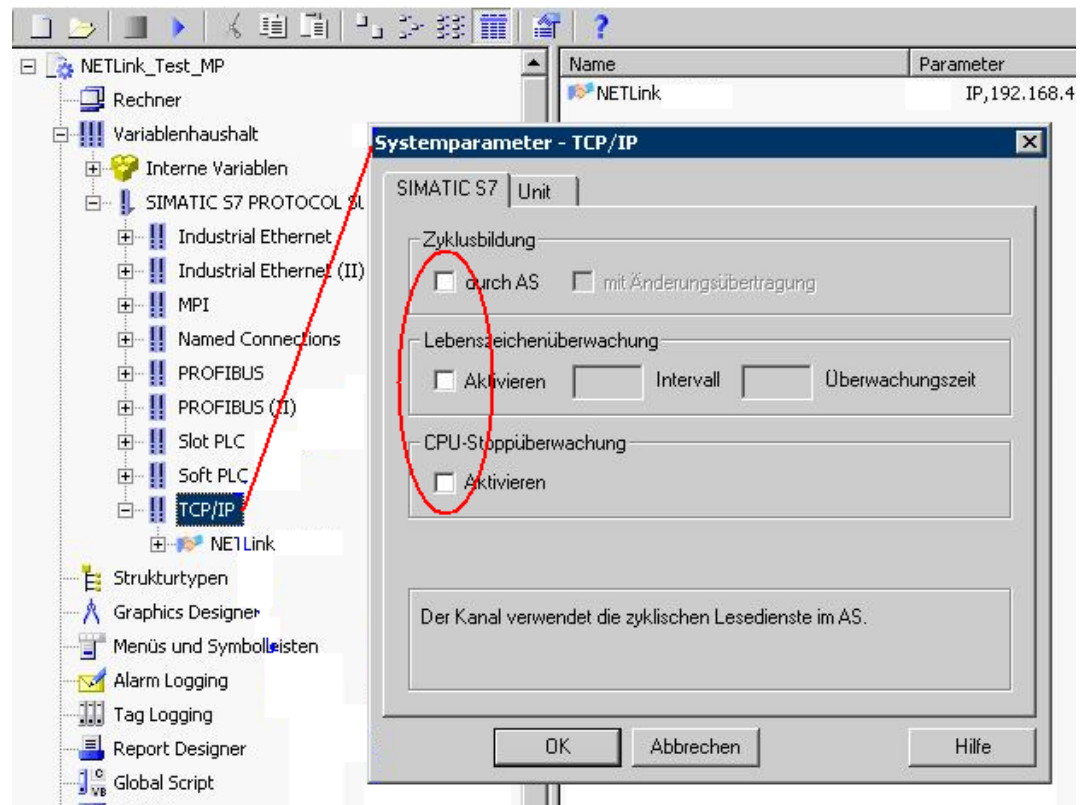 NETLink_Test_MP
Rechner
Variablenhaushalt
Interne Variablen
SIMATIC S7 PROTOCOL
Industrial Ethernet
Industrial Ethernet (II)
MPI
Named Connections
PROFIBUS
PROFIBUS (II)
Slot PLC
Soft PLC
TCP/IP
NETLink
Strukturtypen
Graphics Designer
Menüs und Symbolleisten
Alarm Logging
Tag Logging
Report Designer
Global Script
Name Parameter
NETLink IP,192.168.4
Systemparameter - TCP/IP
SIMATIC S7 Unit
Zyklusbildung
durch AS mit Änderungsübertragung
Lebenszeichenüberwachung
Aktivieren Intervall Überwachungszeit
CPU-Stoppüberwachung
Aktivieren
Der Kanal verwendet die zyklischen Lesedienste im AS.
OK Abbrechen Hilfe